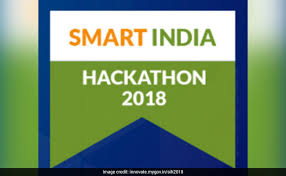 SMART INDIA
HACKATHON
2018
image credit: innovate.mygov.in/sih2018